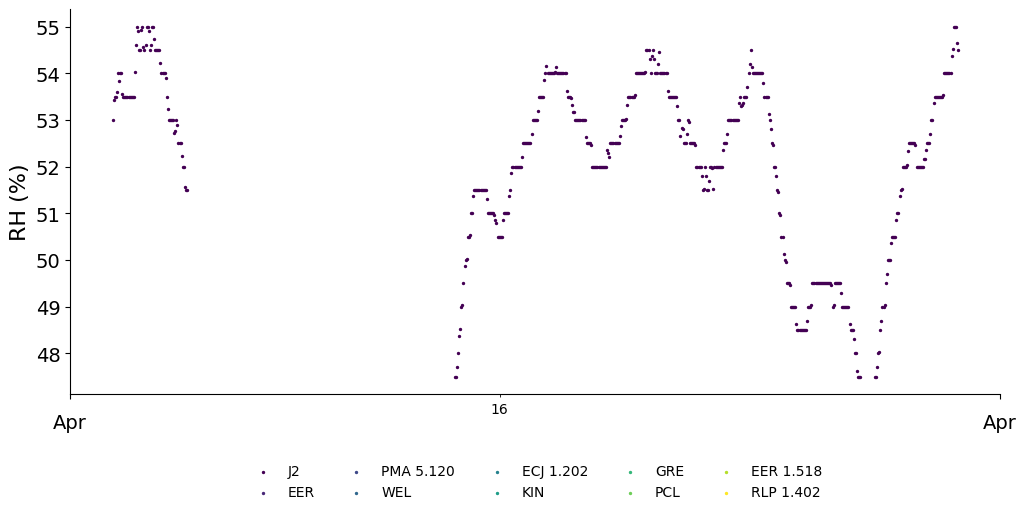 55
54
53
52
51
50
49
48
RH (%)
16
Apr Apr
J2 PMA 5.120 ECJ 1.202 GRE EER 1.518
EER WEL KIN PCL RLP 1.402